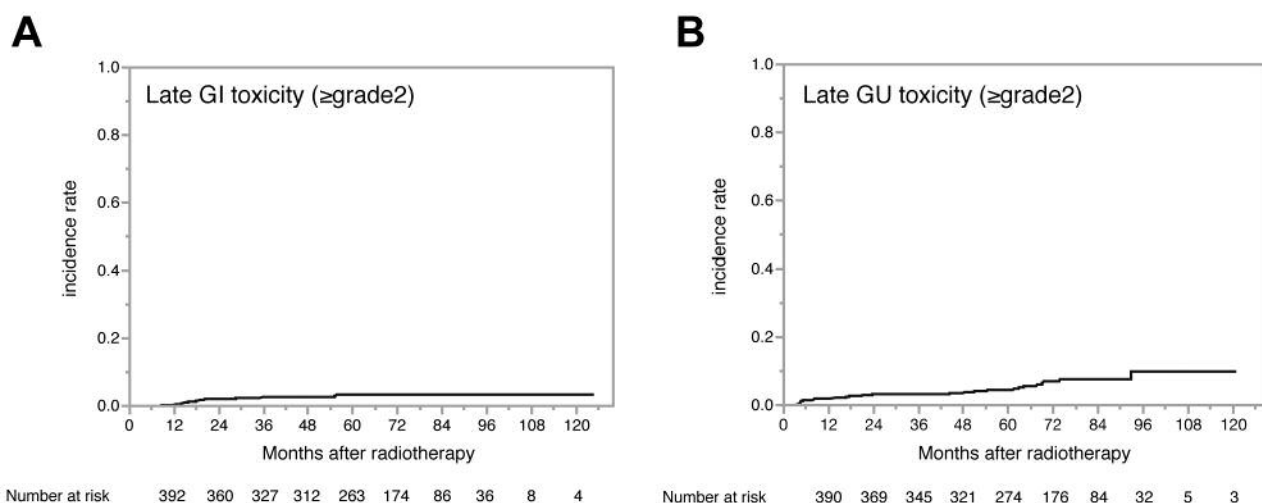 A
Late GI toxicity (≥grade2)
incidence rate
1.0
0.8
0.6
0.4
0.2
0.0
0 12 24 36 48 60 72 84 96 108 120
Months after radiotherapy
Number at risk 392 360 327 312 263 174 86 36 8 4
B
Late GU toxicity (≥grade2)
incidence rate
1.0
0.8
0.6
0.4
0.2
0.0
0 12 24 36 48 60 72 84 96 108 120
Months after radiotherapy
Number at risk 390 369 345 321 274 176 84 32 5 3